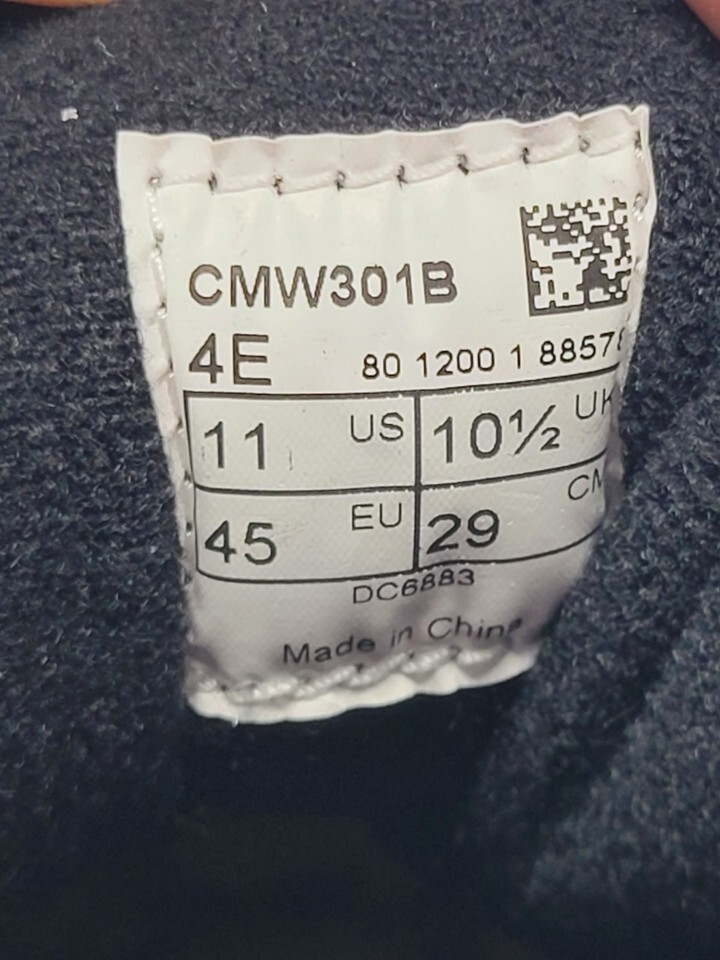 CMW301B
4E
80 1200 1 8857
11 US 10½ UK
45 EU 29 CM
DC6883
Made in China